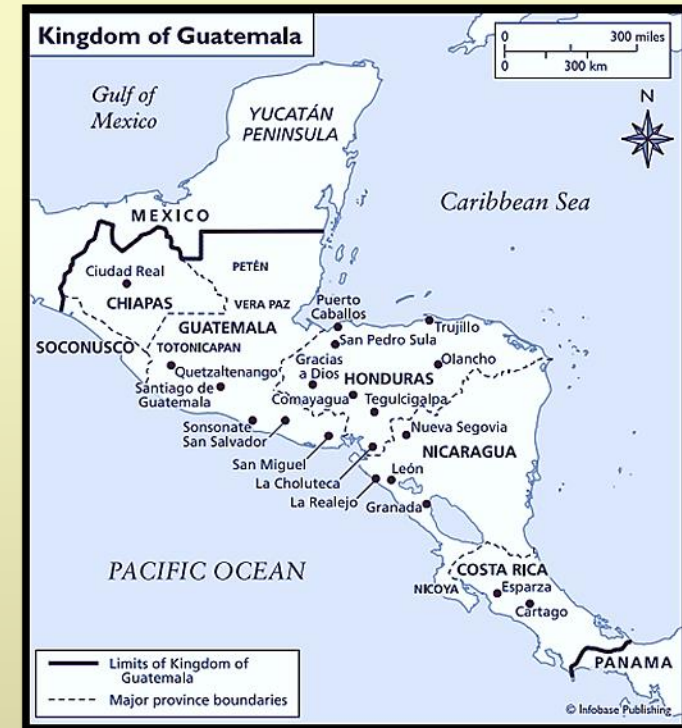 Kingdom of Guatemala
0 300 miles
0 300 km
N
Gulf of
Mexico
YUCATÁN
PENINSULA
Caribbean Sea
MEXICO
PETÉN
Ciudad Real
CHIAPAS
VERA PAZ
Puerto
Caballos
Trujillo
GUATEMALA
San Pedro Sula
SOCONUSCO
TOTONICAPAN
Olancho
Quetzaltenango
Gracias
a Dios
HONDURAS
Santiago de
Guatemala
Comayagua
Tegulcigalpa
Sonsonate
San Salvador
Nueva Segovia
NICARAGUA
San Miguel
La Choluteca
León
La Realejo
Granada
PACIFIC OCEAN
COSTA RICA
NICOYA
Esparza
Cartago
PANAMA
Limits of Kingdom of
Guatemala
Major province boundaries
© Infobase Publishing